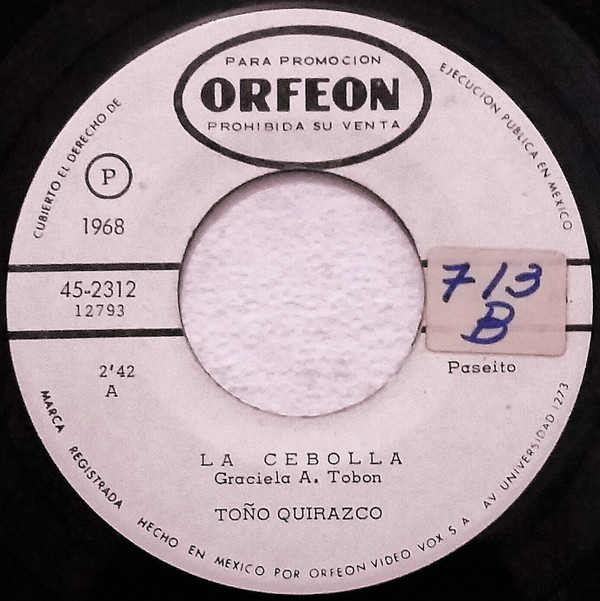 PARA PROMOCION
ORFEON
PROHIBIDA SU VENTA
CUBIERTO EL DERECHO DE
EJECUCION PUBLICA EN MEXICO
P
1968
45-2312
12793
713
B
2'42
A
Paseito
LA CEBOLLA
Graciela A. Tobon
TOÑO QUIRAZCO
MARCA REGISTRADA HECHO EN MEXICO POR ORFEON VIDEO VOX S A AV UNIVERSIDAD 1273